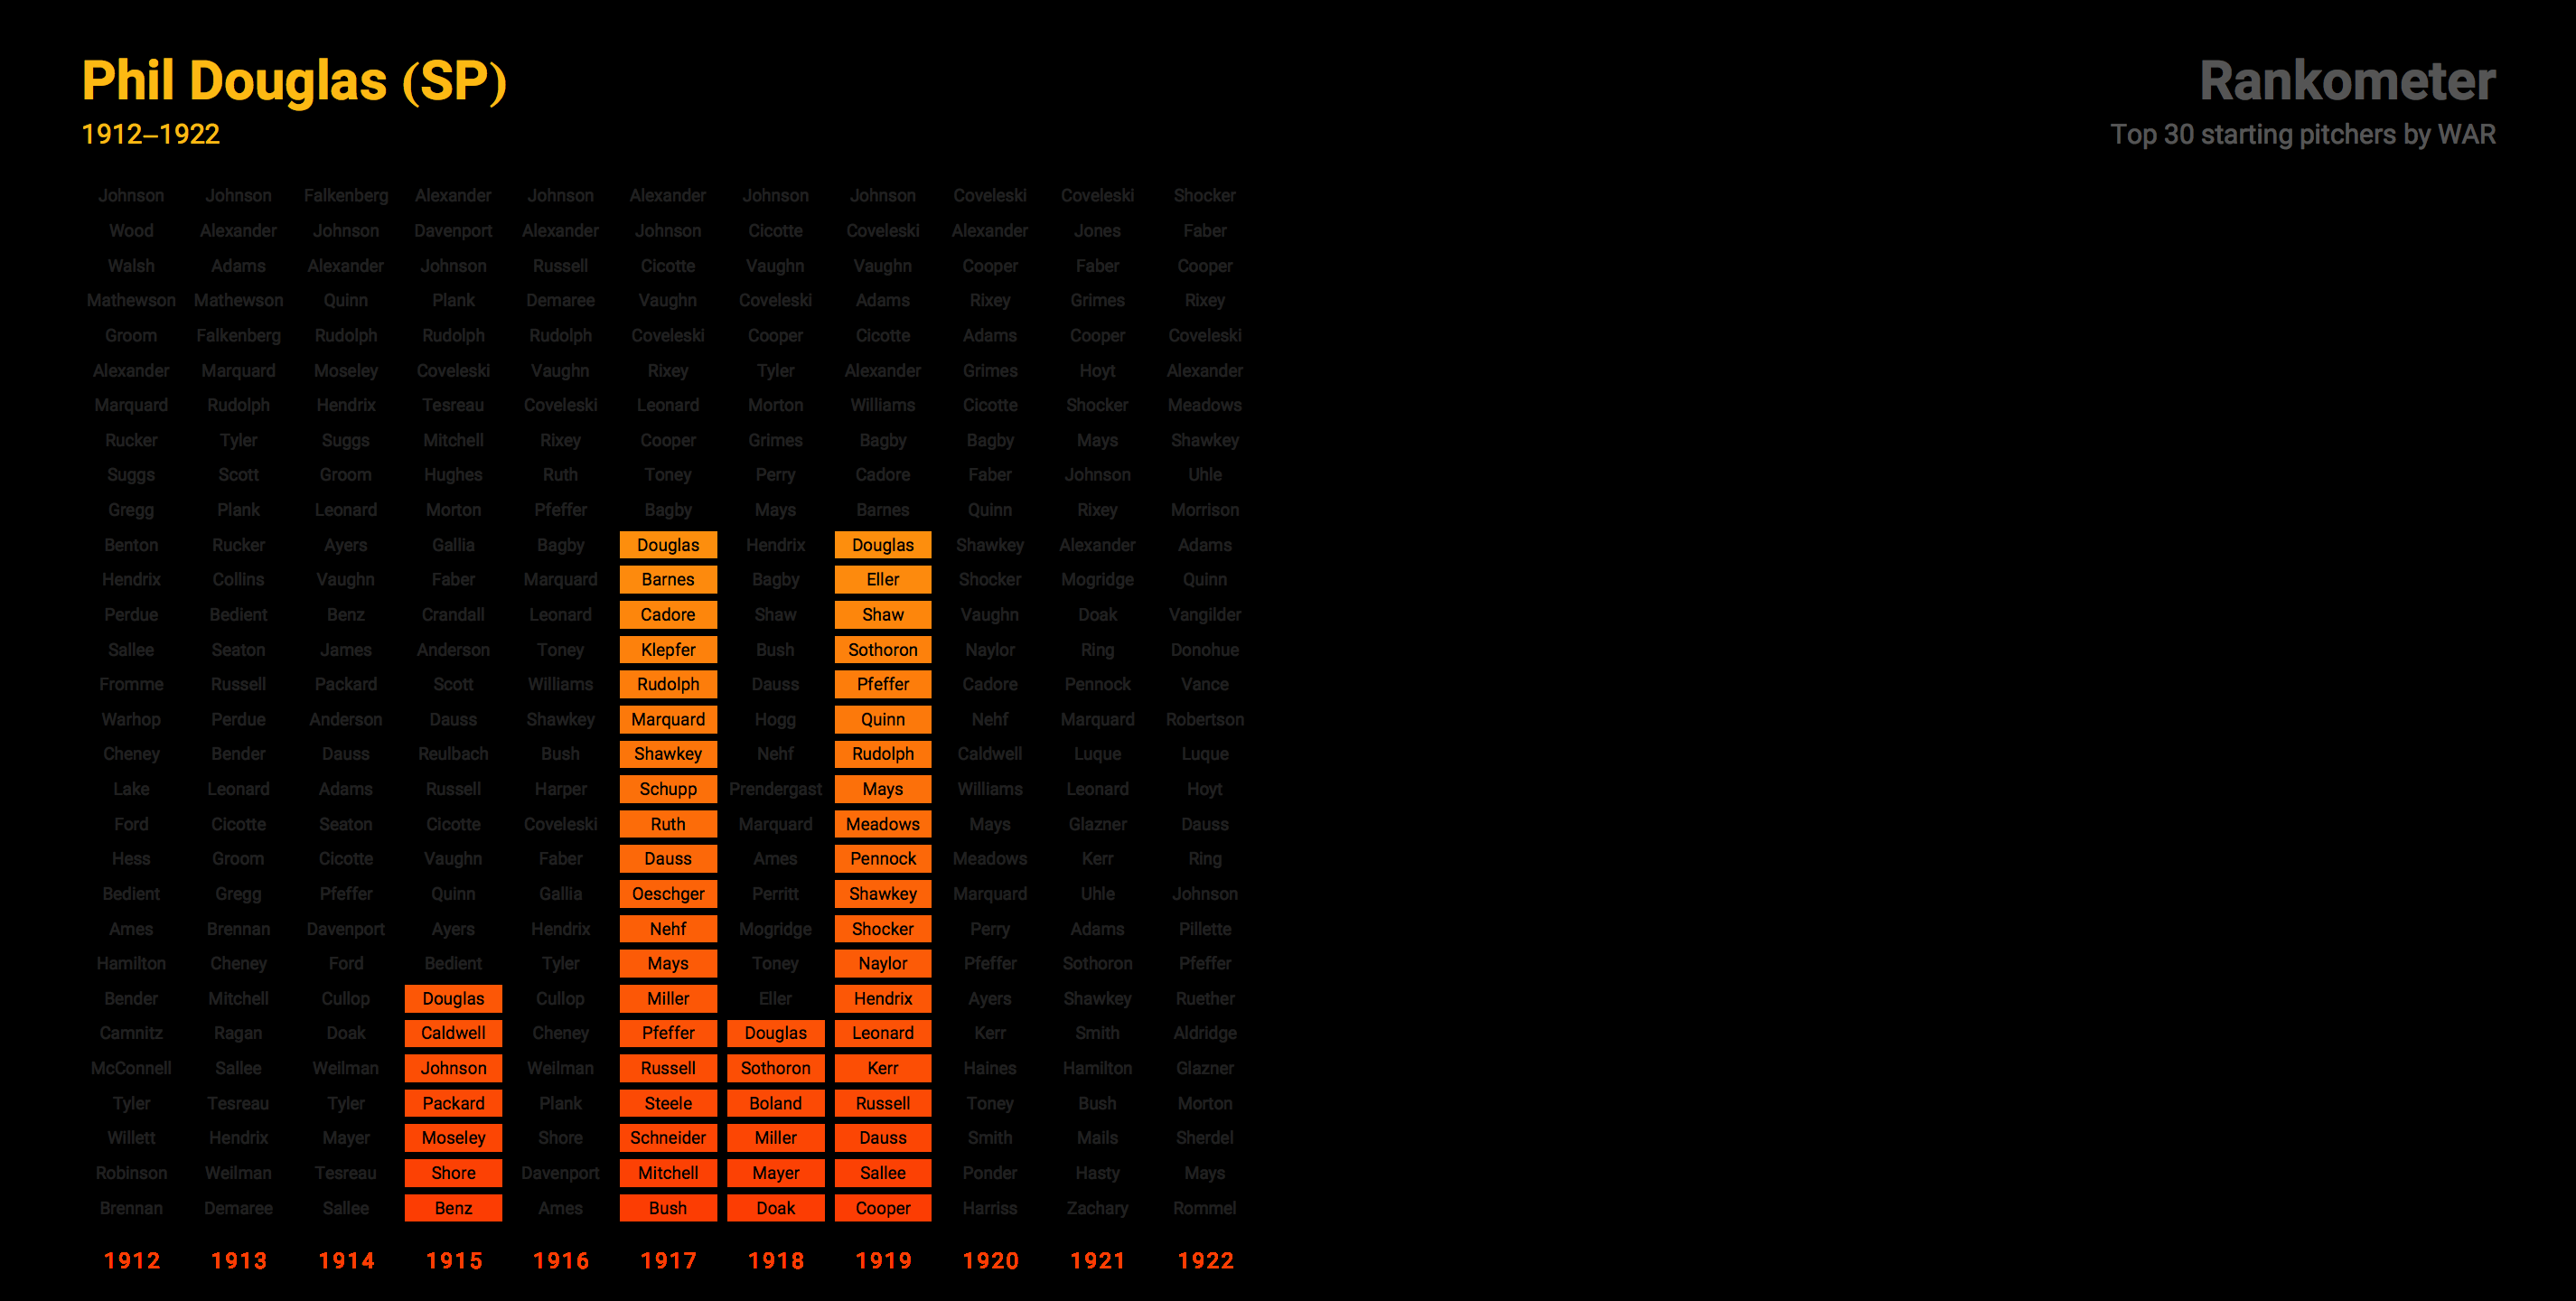 Phil Douglas (SP)
1912–1922
Rankometer
Top 30 starting pitchers by WAR
Johnson Johnson Falkenberg Alexander Johnson Alexander Johnson Johnson Coveleski Coveleski Shocker
Wood Alexander Johnson Davenport Alexander Johnson Cicotte Coveleski Alexander Jones Faber
Walsh Adams Alexander Johnson Russell Cicotte Vaughn Vaughn Cooper Faber Cooper
Mathewson Mathewson Quinn Plank Demaree Vaughn Coveleski Adams Rixey Grimes Rixey
Groom Falkenberg Rudolph Rudolph Rudolph Coveleski Cooper Cicotte Adams Cooper Coveleski
Alexander Marquard Moseley Coveleski Vaughn Rixey Tyler Alexander Grimes Hoyt Alexander
Marquard Rudolph Hendrix Tesreau Coveleski Leonard Morton Williams Cicotte Shocker Meadows
Rucker Tyler Suggs Mitchell Rixey Cooper Grimes Bagby Bagby Mays Shawkey
Suggs Scott Groom Hughes Ruth Toney Perry Cadore Faber Johnson Uhle
Gregg Plank Leonard Morton Pfeffer Bagby Mays Barnes Quinn Rixey Morrison
Benton Rucker Ayers Gallia Bagby Douglas Hendrix Douglas Shawkey Alexander Adams
Hendrix Collins Vaughn Faber Marquard Barnes Bagby Eller Shocker Mogridge Quinn
Perdue Bedient Benz Crandall Leonard Cadore Shaw Shaw Vaughn Doak Vangilder
Sallee Seaton James Anderson Toney Klepfer Bush Sothoron Naylor Ring Donohue
Fromme Russell Packard Scott Williams Rudolph Dauss Pfeffer Cadore Pennock Vance
Warhop Perdue Anderson Dauss Shawkey Marquard Hogg Quinn Nehf Marquard Robertson
Cheney Bender Dauss Reulbach Bush Shawkey Nehf Rudolph Caldwell Luque Luque
Lake Leonard Adams Russell Harper Schupp Prendergast Mays Williams Leonard Hoyt
Ford Cicotte Seaton Cicotte Coveleski Ruth Marquard Meadows Mays Glazner Dauss
Hess Groom Cicotte Vaughn Faber Dauss Ames Pennock Meadows Kerr Ring
Bedient Gregg Pfeffer Quinn Gallia Oeschger Perritt Shawkey Marquard Uhle Johnson
Ames Brennan Davenport Ayers Hendrix Nehf Mogridge Shocker Perry Adams Pillette
Hamilton Cheney Ford Bedient Tyler Mays Toney Naylor Pfeffer Sothoron Pfeffer
Bender Mitchell Cullop Douglas Cullop Miller Eller Hendrix Ayers Shawkey Ruether
Camnitz Ragan Doak Caldwell Cheney Pfeffer Douglas Leonard Kerr Smith Aldridge
McConnell Sallee Weilman Johnson Weilman Russell Sothoron Kerr Haines Hamilton Glazner
Tyler Tesreau Tyler Packard Plank Steele Boland Russell Toney Bush Morton
Willett Hendrix Mayer Moseley Shore Schneider Miller Dauss Smith Mails Sherdel
Robinson Weilman Tesreau Shore Davenport Mitchell Mayer Sallee Ponder Hasty Mays
Brennan Demaree Sallee Benz Ames Bush Doak Cooper Harriss Zachary Rommel
1912 1913 1914 1915 1916 1917 1918 1919 1920 1921 1922